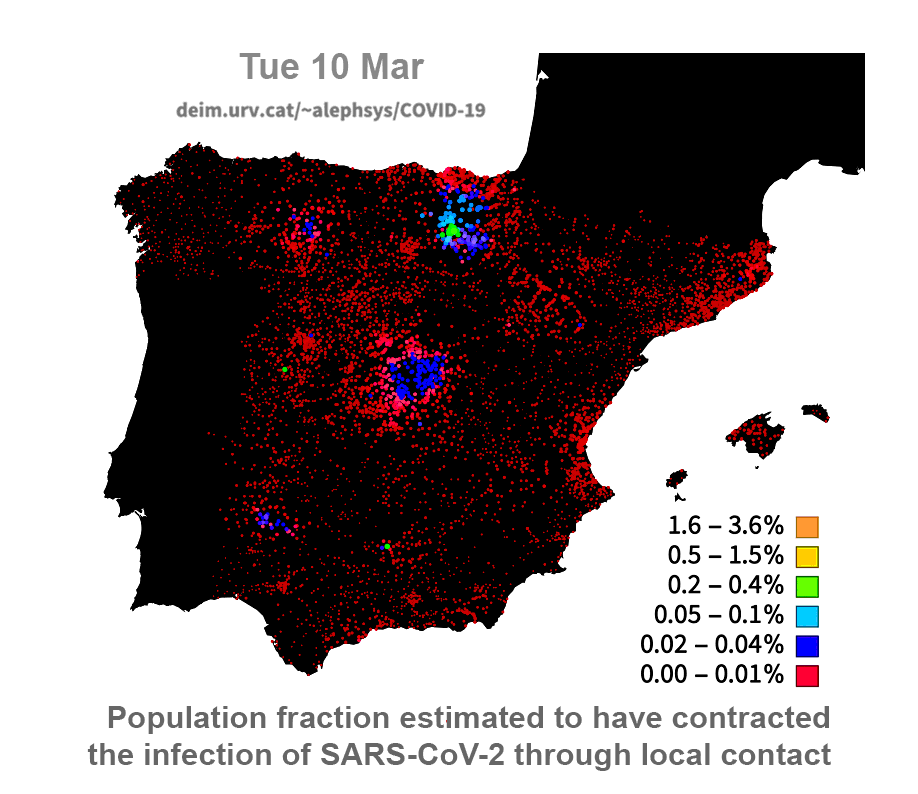 Tue 10 Mar
deim.urv.cat/~alephsys/COVID-19
1.6 – 3.6%
0.5 – 1.5%
0.2 – 0.4%
0.05 – 0.1%
0.02 – 0.04%
0.00 – 0.01%
Population fraction estimated to have contracted
the infection of SARS-CoV-2 through local contact